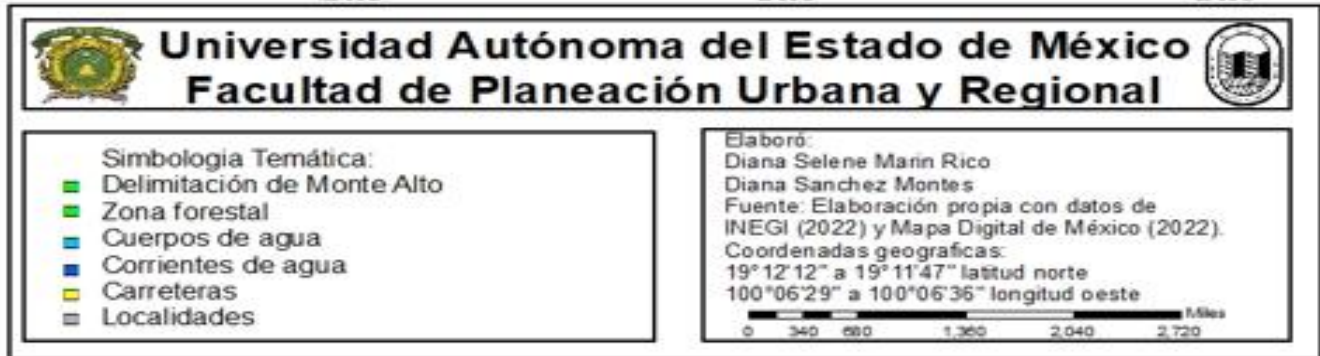 Universidad Autónoma del Estado de México
Facultad de Planeación Urbana y Regional
Simbologia Temática:
Delimitación de Monte Alto
Zona forestal
Cuerpos de agua
Corrientes de agua
Carreteras
Localidades
Elaboró:
Diana Selene Marin Rico
Diana Sanchez Montes
Fuente: Elaboración propia con datos de
INEGI (2022) y Mapa Digital de México (2022).
Coordenadas geograficas:
19°12'12" a 19°11'47" latitud norte
100°06'29" a 100°06'36" longitud oeste
Miles
0 340 680 1,360 2,040 2,720